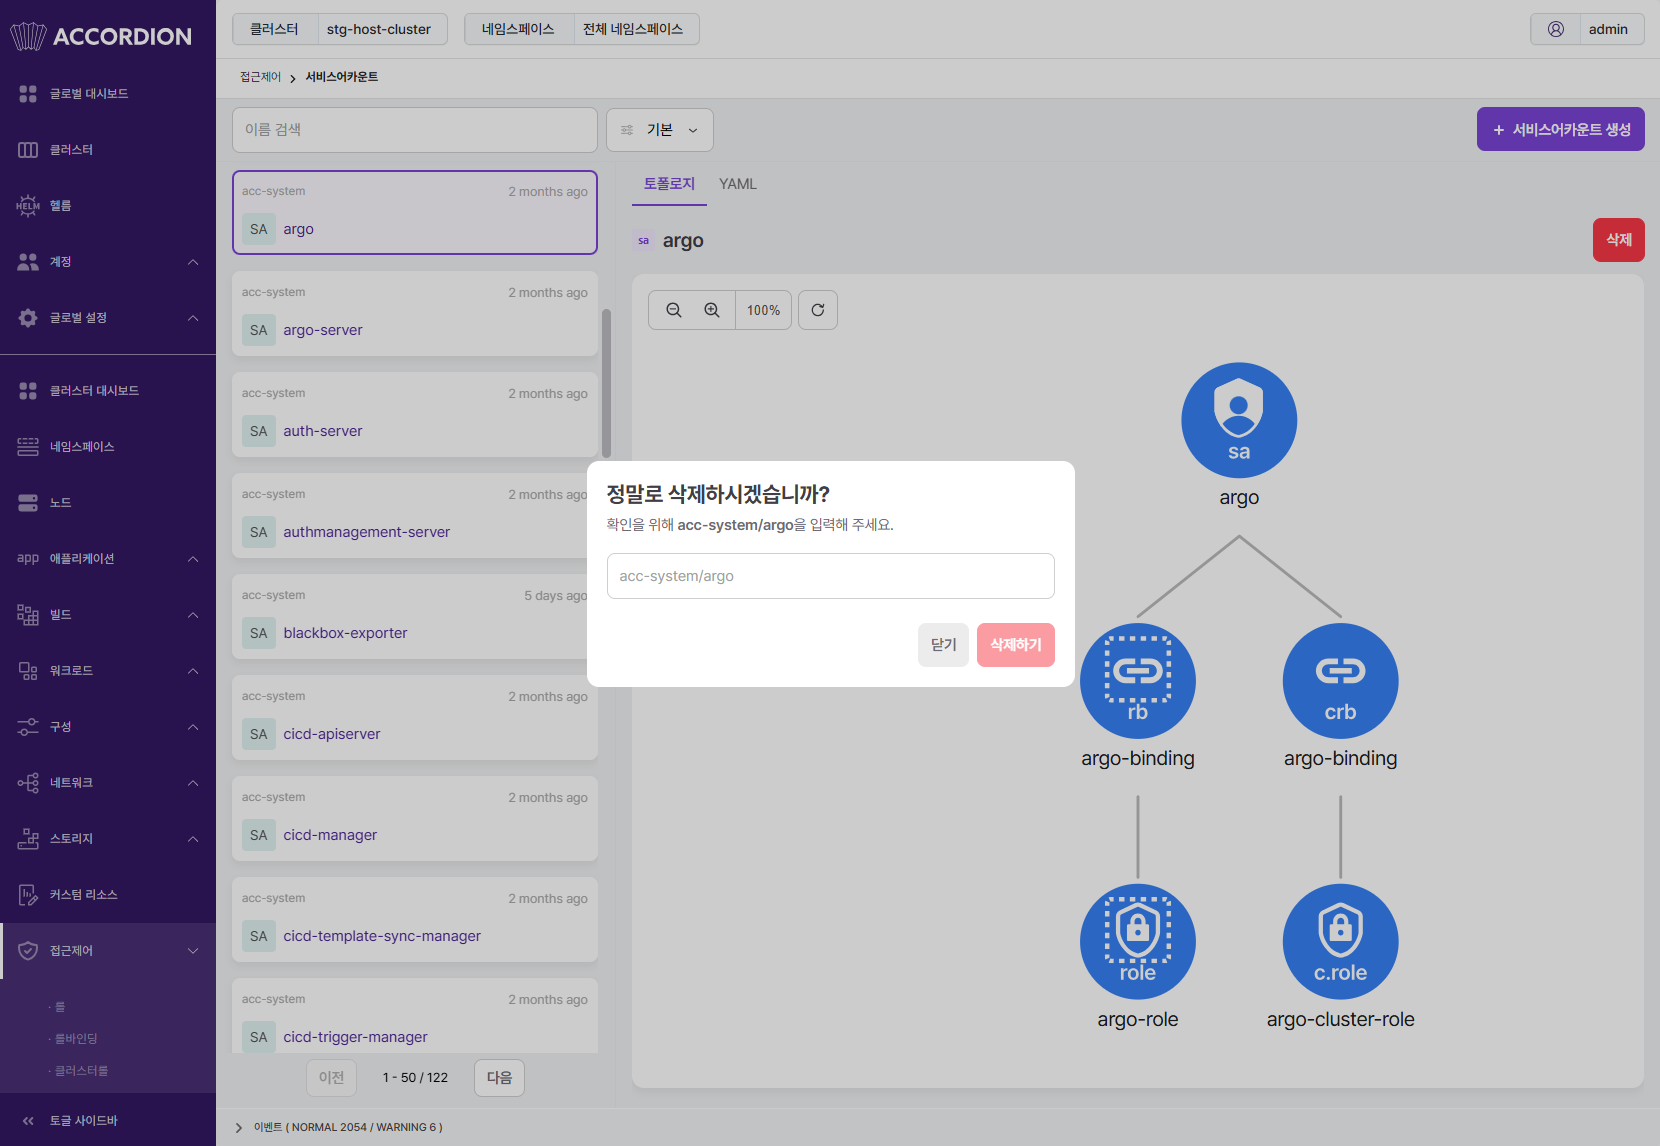 ACCORDION
글로벌 대시보드
클러스터
HELM 헬름
계정
글로벌 설정
클러스터 대시보드
네임스페이스
노드
app 애플리케이션
빌드
워크로드
구성
네트워크
스토리지
커스텀 리소스
접근제어
· 롤
· 롤바인딩
· 클러스터롤
토글 사이드바
클러스터 stg-host-cluster 네임스페이스 전체 네임스페이스 admin
접근제어 서비스어카운트
이름 검색 기본 + 서비스어카운트 생성
acc-system 2 months ago
SA argo
acc-system 2 months ago
SA argo-server
acc-system 2 months ago
SA auth-server
acc-system 2 months ago
SA authmanagement-server
acc-system 5 days ago
SA blackbox-exporter
acc-system 2 months ago
SA cicd-apiserver
acc-system 2 months ago
SA cicd-manager
acc-system 2 months ago
SA cicd-template-sync-manager
acc-system 2 months ago
SA cicd-trigger-manager
이전 1 - 50 / 122 다음
토폴로지 YAML
sa argo 삭제
100%
sa
argo
rb
argo-binding
crb
argo-binding
role
argo-role
c.role
argo-cluster-role
정말로 삭제하시겠습니까?
확인을 위해 acc-system/argo을 입력해 주세요.
acc-system/argo
닫기 삭제하기
이벤트 ( NORMAL 2054 / WARNING 6 )